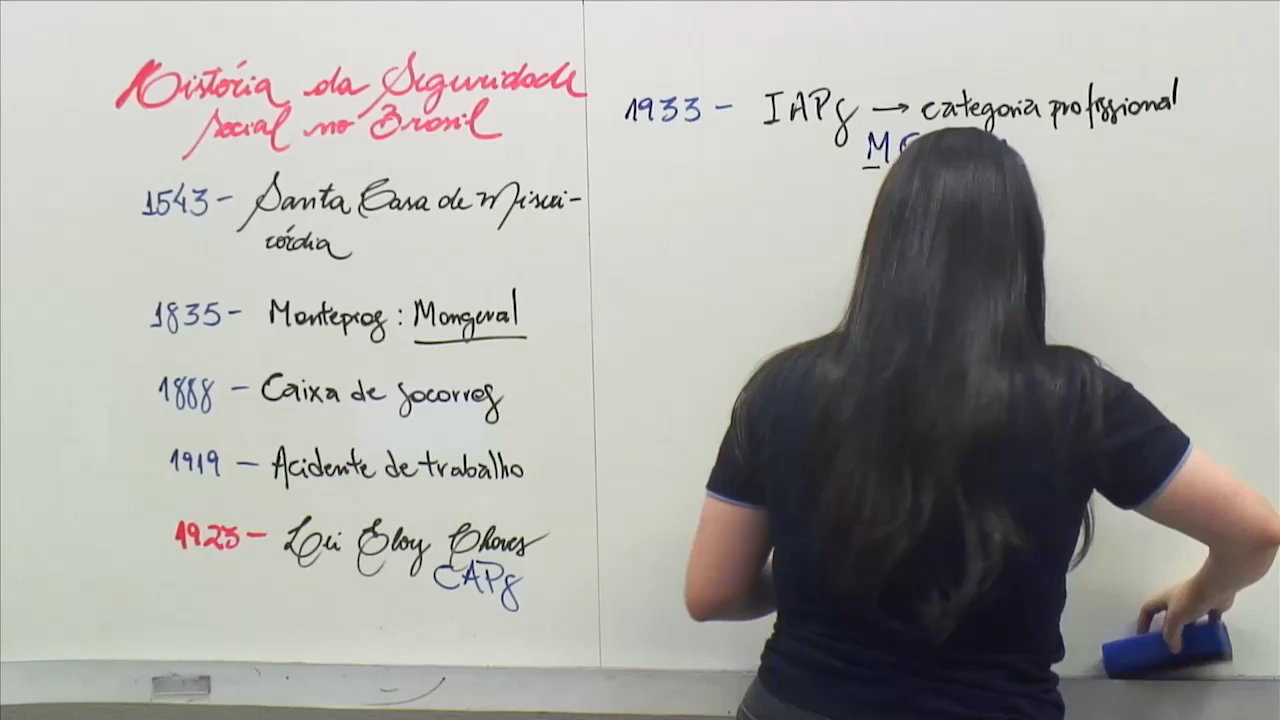 História da Seguridade
social no Brasil
1543 - Santa Casa de Miseri-
córdia
1835 - Montepios: Mongeral
1888 - Caixa de socorros
1919 - Acidente de trabalho
1923 - Lei Eloy Chaves
CAPs
1933 - IAPs → categoria profissional